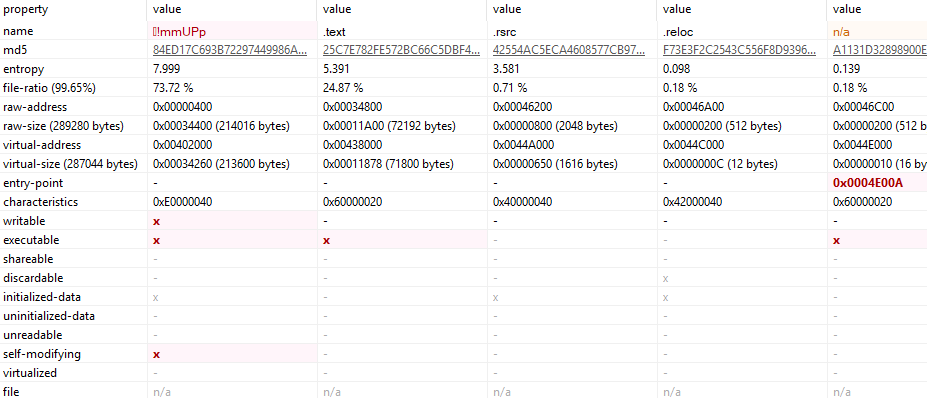 property value value value value value
name !mmUPp .text .rsrc .reloc n/a
md5 84ED17C693B72297449986A... 25C7E782FE572BC66C5DBF4... 42554AC5ECA4608577CB97... F73E3F2C2543C556F8D9396... A1131D32898900E
entropy 7.999 5.391 3.581 0.098 0.139
file-ratio (99.65%) 73.72 % 24.87 % 0.71 % 0.18 % 0.18 %
raw-address 0x00000400 0x00034800 0x00046200 0x00046A00 0x00046C00
raw-size (289280 bytes) 0x00034400 (214016 bytes) 0x00011A00 (72192 bytes) 0x00000800 (2048 bytes) 0x00000200 (512 bytes) 0x00000200 (512 b
virtual-address 0x00402000 0x00438000 0x0044A000 0x0044C000 0x0044E000
virtual-size (287044 bytes) 0x00034260 (213600 bytes) 0x00011878 (71800 bytes) 0x00000650 (1616 bytes) 0x0000000C (12 bytes) 0x00000010 (16 by
entry-point - - - - 0x0004E00A
characteristics 0xE0000040 0x60000020 0x40000040 0x42000040 0x60000020
writable x - - - -
executable x x - - x
shareable - - - - -
discardable - - - x -
initialized-data x - x x -
uninitialized-data - - - - -
unreadable - - - - -
self-modifying x - - - -
virtualized - - - - -
file n/a n/a n/a n/a n/a